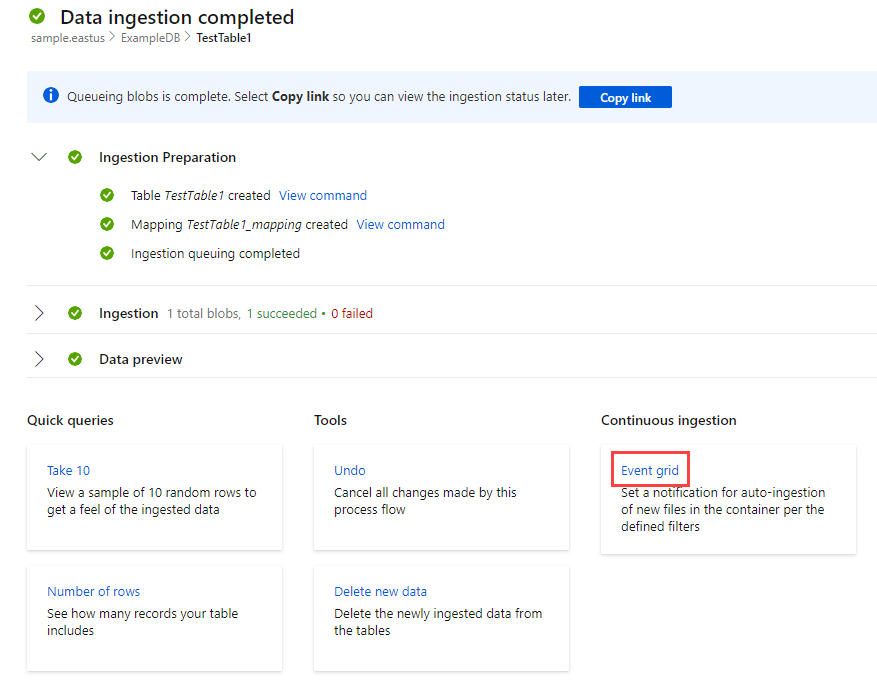 Data ingestion completed
sample.eastus > ExampleDB > TestTable1
Queueing blobs is complete. Select Copy link so you can view the ingestion status later. Copy link
Ingestion Preparation
Table TestTable1 created View command
Mapping TestTable1_mapping created View command
Ingestion queuing completed
Ingestion 1 total blobs, 1 succeeded • 0 failed
Data preview
Quick queries
Take 10
View a sample of 10 random rows to
get a feel of the ingested data
Number of rows
See how many records your table
includes
Tools
Undo
Cancel all changes made by this
process flow
Delete new data
Delete the newly ingested data from
the tables
Continuous ingestion
Event grid
Set a notification for auto-ingestion
of new files in the container per the
defined filters